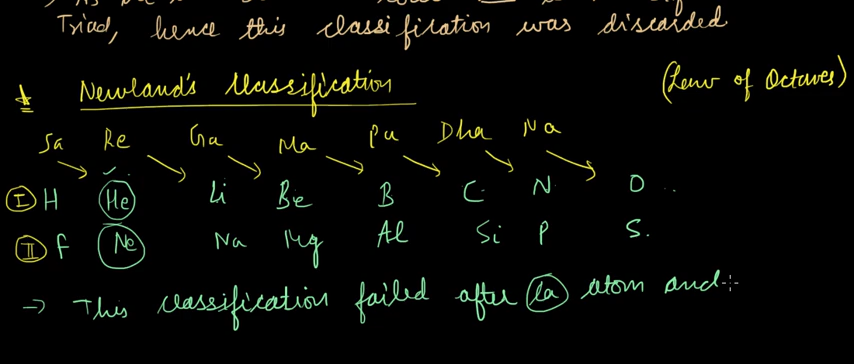 Triad, hence this classification was discarded
* Newland's Classification (Law of Octaves)
Sa Re Ga Ma Pa Dha Na
I H He Li Be B C N O ..
II F Ne Na Mg Al Si P S.
→ This classification failed after Ca atom and